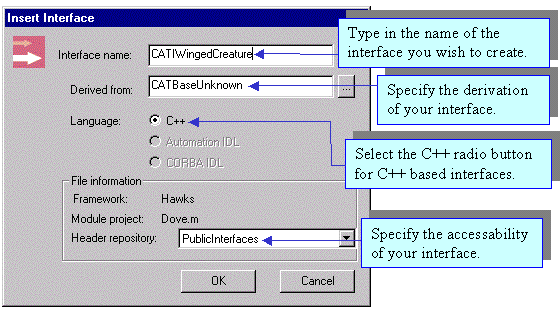 Insert Interface
Interface name: CATIWingedCreature
Type in the name of the
interface you wish to create.
Derived from: CATBaseUnknown ...
Specify the derivation
of your interface.
Language: C++
Automation IDL
CORBA IDL
Select the C++ radio button
for C++ based interfaces.
File information
Framework: Hawks
Module project: Dove.m
Header repository: PublicInterfaces
Specify the accessability
of your interface.
OK Cancel